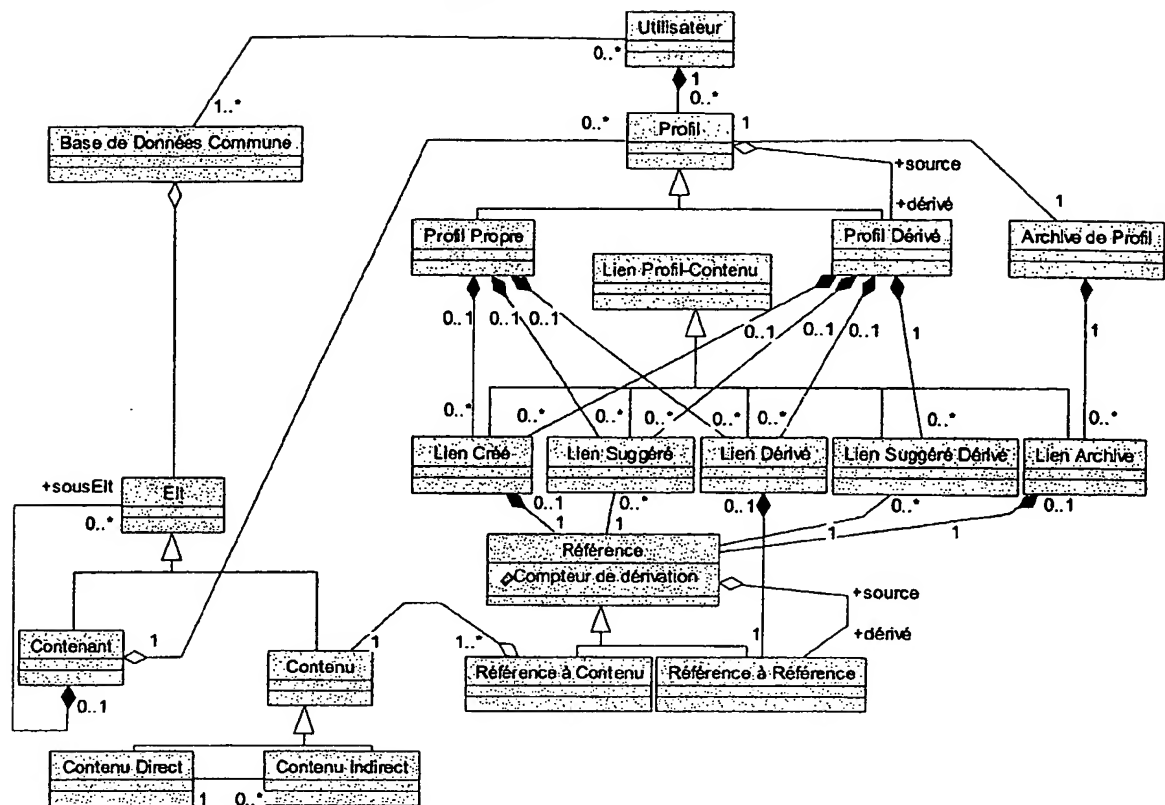 Utilisateur
0..*
1
0..*
1..*
Base de Données Commune
0..*
Profil
1
+source
+dérivé
1
Profil Propre
Profil Dérivé
Archive de Profil
Lien Profil-Contenu
0..1
0..1
0..1
0..1
0..1
0..1
1
1
0..*
0..*
0..*
0..*
0..*
0..*
0..*
0..*
Lien Créé
Lien Suggéré
Lien Dérivé
Lien Suggéré Dérivé
Lien Archive
+sousElt
Elt
0..*
0..1
0..*
0..1
0..*
0..1
1
1
1
1
Référence
Compteur de dérivation
+source
+dérivé
Contenant
1
0..1
Contenu
1
1..*
1
Référence à Contenu
Référence à Référence
Contenu Direct
Contenu Indirect
1
0..*